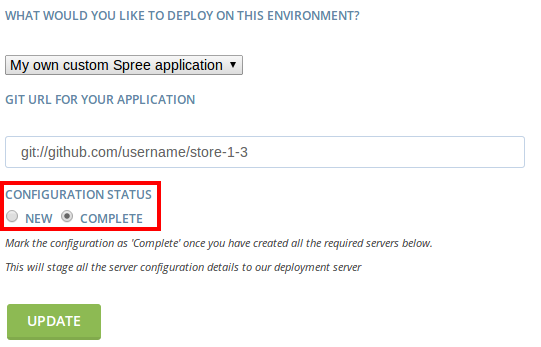 WHAT WOULD YOU LIKE TO DEPLOY ON THIS ENVIRONMENT?
My own custom Spree application
GIT URL FOR YOUR APPLICATION
git://github.com/username/store-1-3
CONFIGURATION STATUS
NEW COMPLETE
Mark the configuration as 'Complete' once you have created all the required servers below.
This will stage all the server configuration details to our deployment server
UPDATE